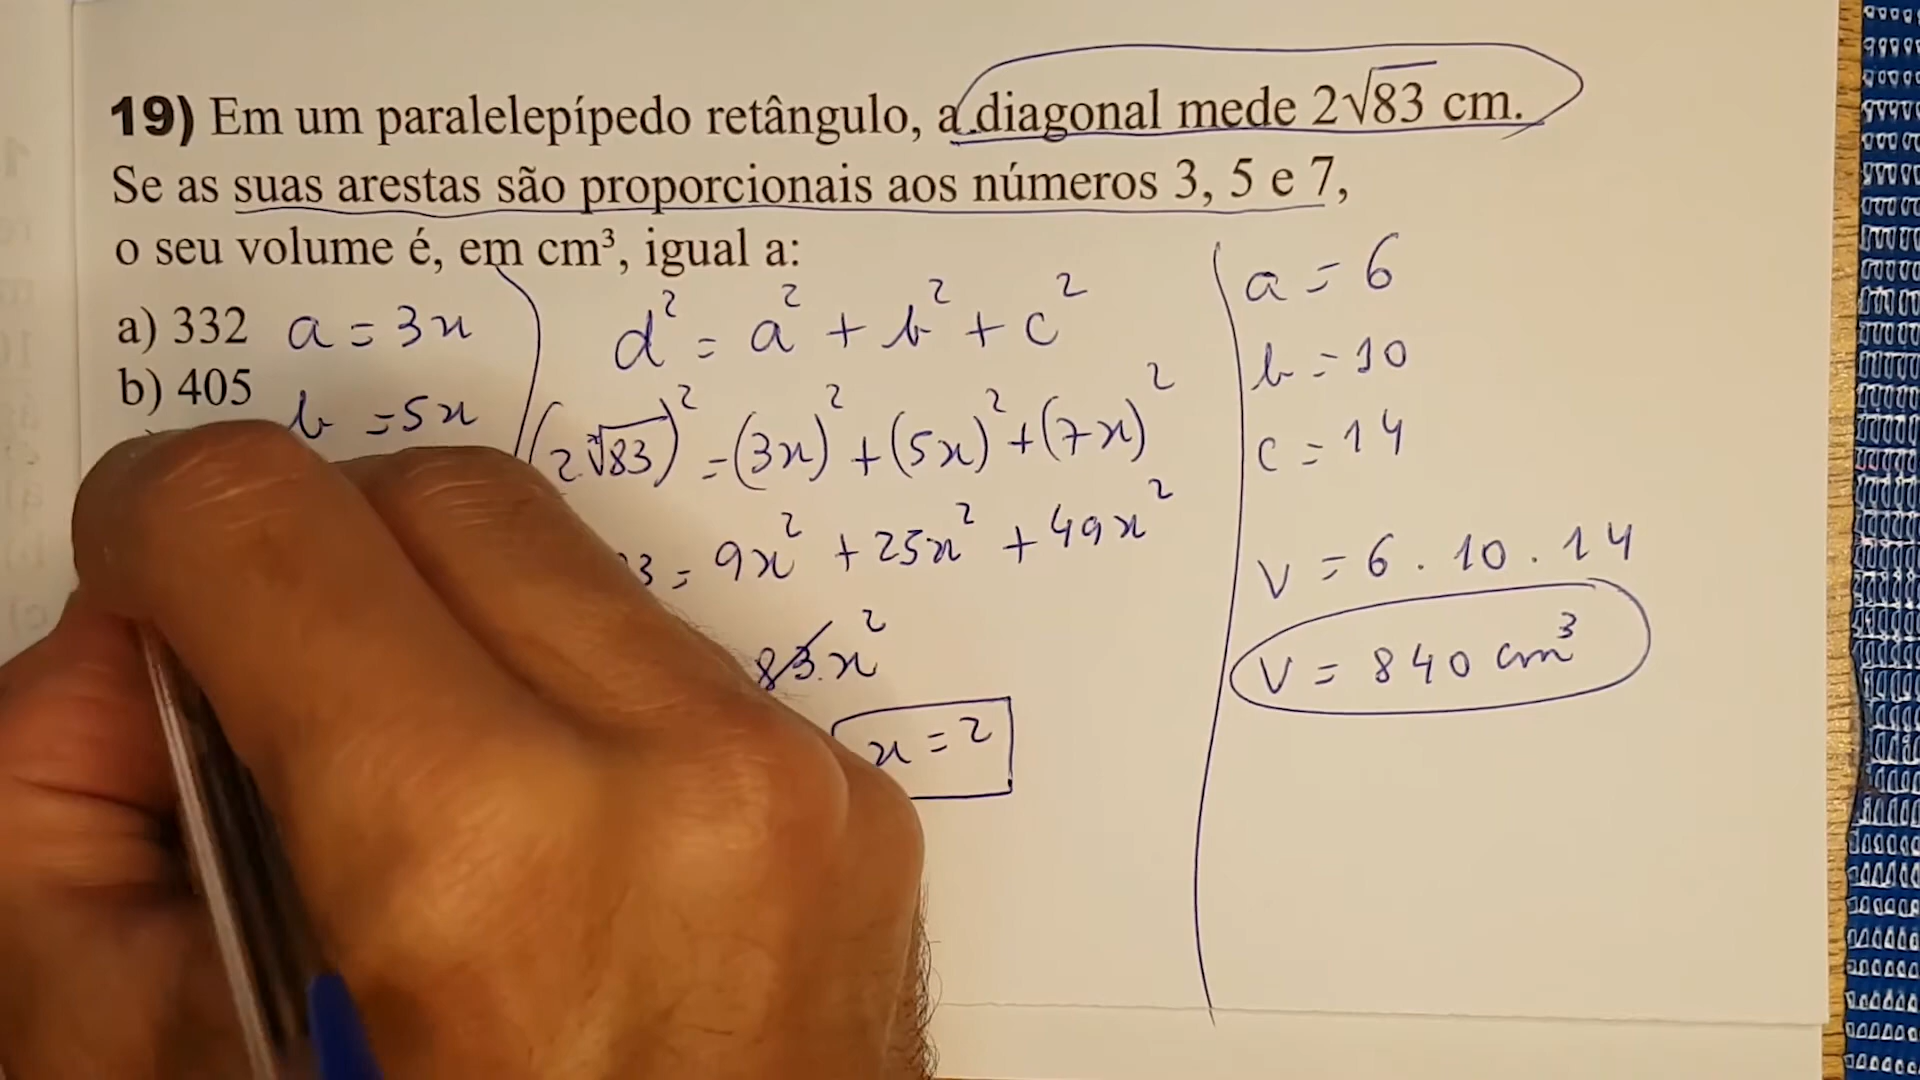 19) Em um paralelepípedo retângulo, a diagonal mede 2√83 cm.
Se as suas arestas são proporcionais aos números 3, 5 e 7,
o seu volume é, em cm³, igual a:
a) 332
b) 405
a = 3x
b = 5x
d² = a² + b² + c²
(2√83)² = (3x)² + (5x)² + (7x)²
3 = 9x² + 25x² + 49x²
83.x²
x = 2
a = 6
b = 10
c = 14
V = 6 . 10 . 14
V = 840 cm³